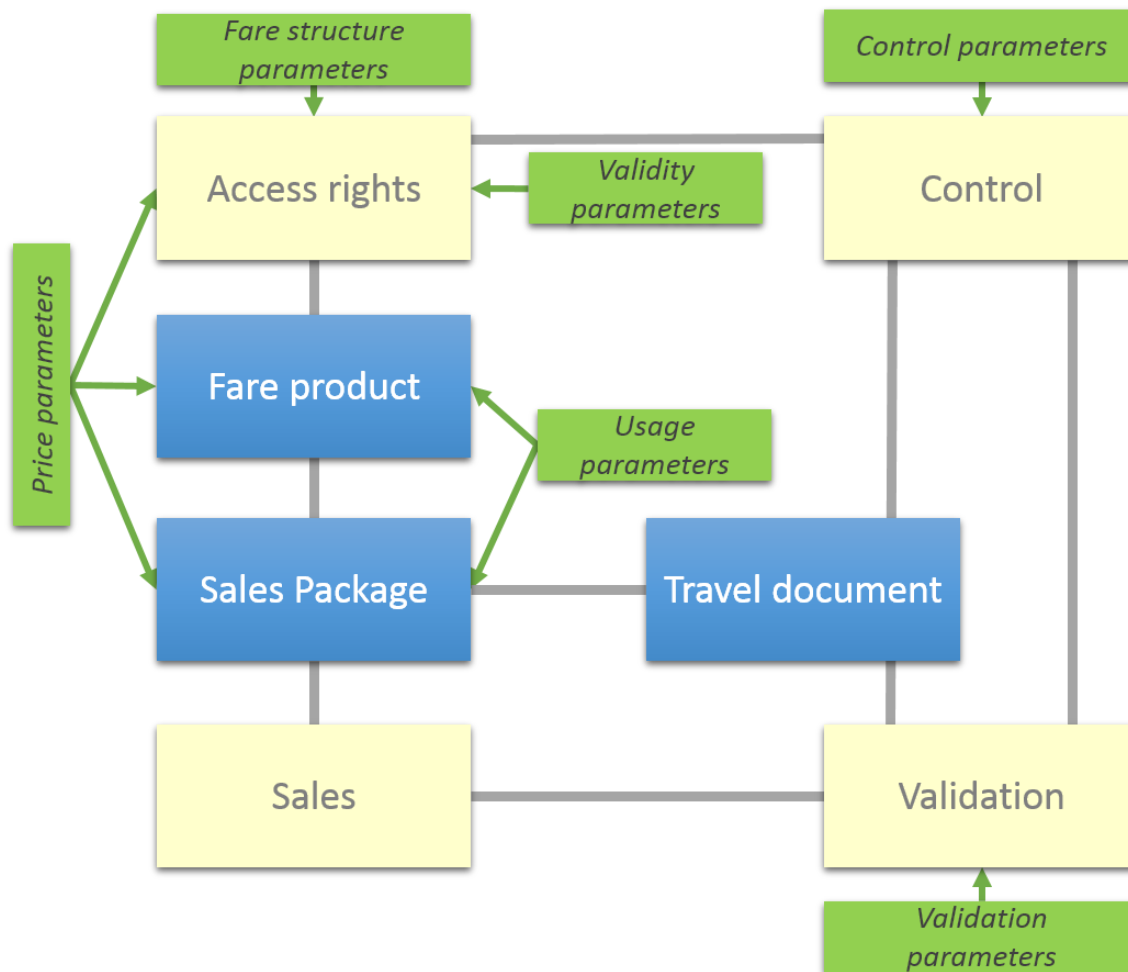 Fare structure
parameters
Control parameters
Access rights
Validity
parameters
Control
Price parameters
Fare product
Usage
parameters
Sales Package
Travel document
Sales
Validation
Validation
parameters